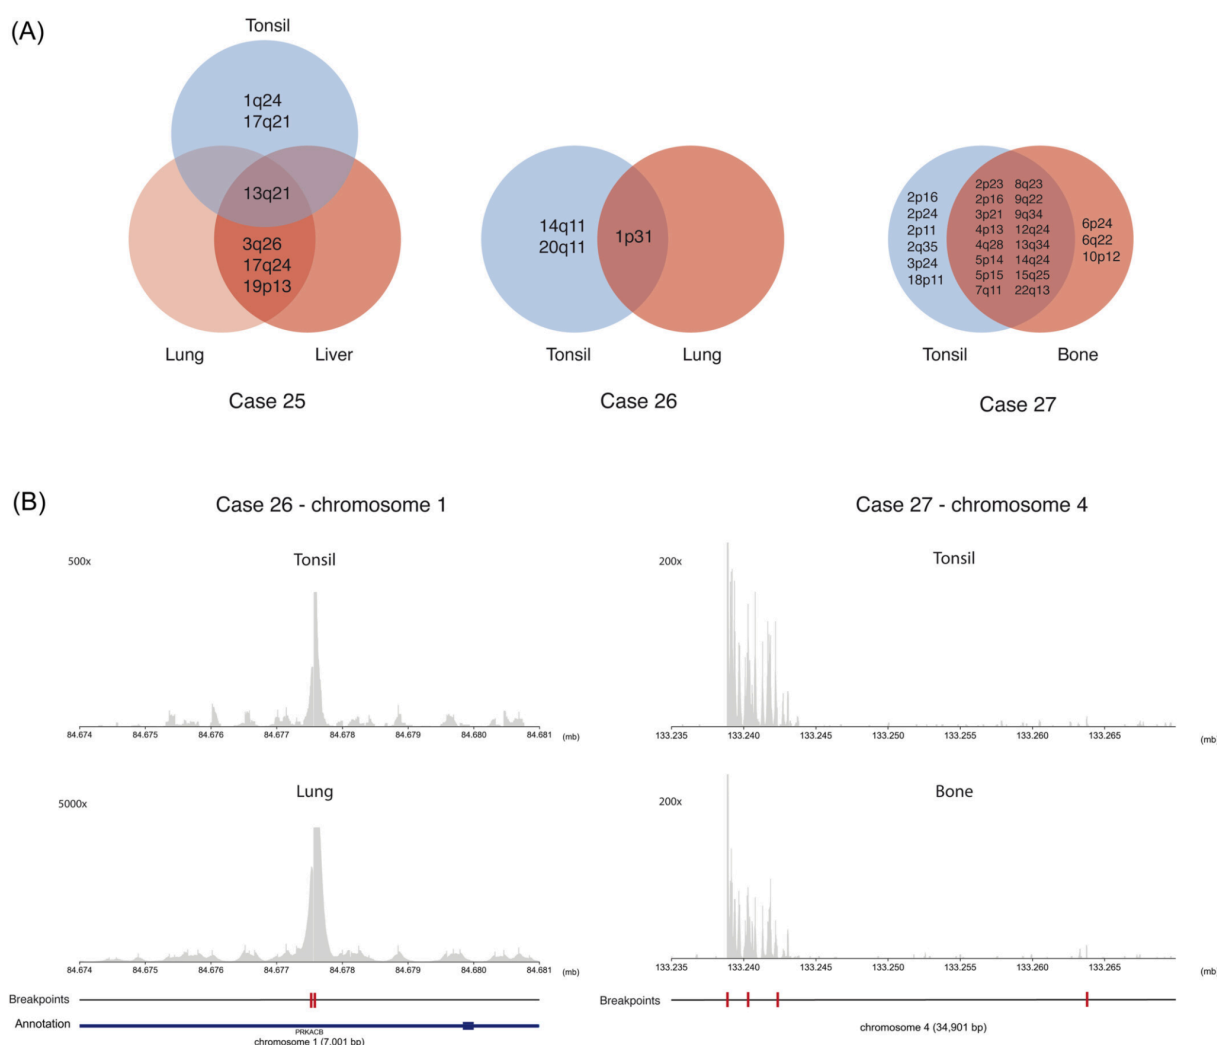 (A)
Tonsil
1q24
17q21
13q21
3q26
17q24
19p13
Lung Liver
Case 25
14q11
20q11
1p31
Tonsil Lung
Case 26
2p16
2p24
2p11
2q35
3p24
18p11
2p23 8q23
2p16 9q22
3p21 9q34
4p13 12q24
4q28 13q34
5p14 14q24
5p15 15q25
7q11 22q13
6p24
6q22
10p12
Tonsil Bone
Case 27
(B)
Case 26 - chromosome 1
500x
Tonsil
84.674 84.675 84.676 84.677 84.678 84.679 84.680 84.681 (mb)
5000x
Lung
84.674 84.675 84.676 84.677 84.678 84.679 84.680 84.681 (mb)
Breakpoints
Annotation
PRKACB
chromosome 1 (7,001 bp)
Case 27 - chromosome 4
200x
Tonsil
133.235 133.240 133.245 133.250 133.255 133.260 133.265 (mb
200x
Bone
133.235 133.240 133.245 133.250 133.255 133.260 133.265 (mb
Breakpoints
chromosome 4 (34,901 bp)